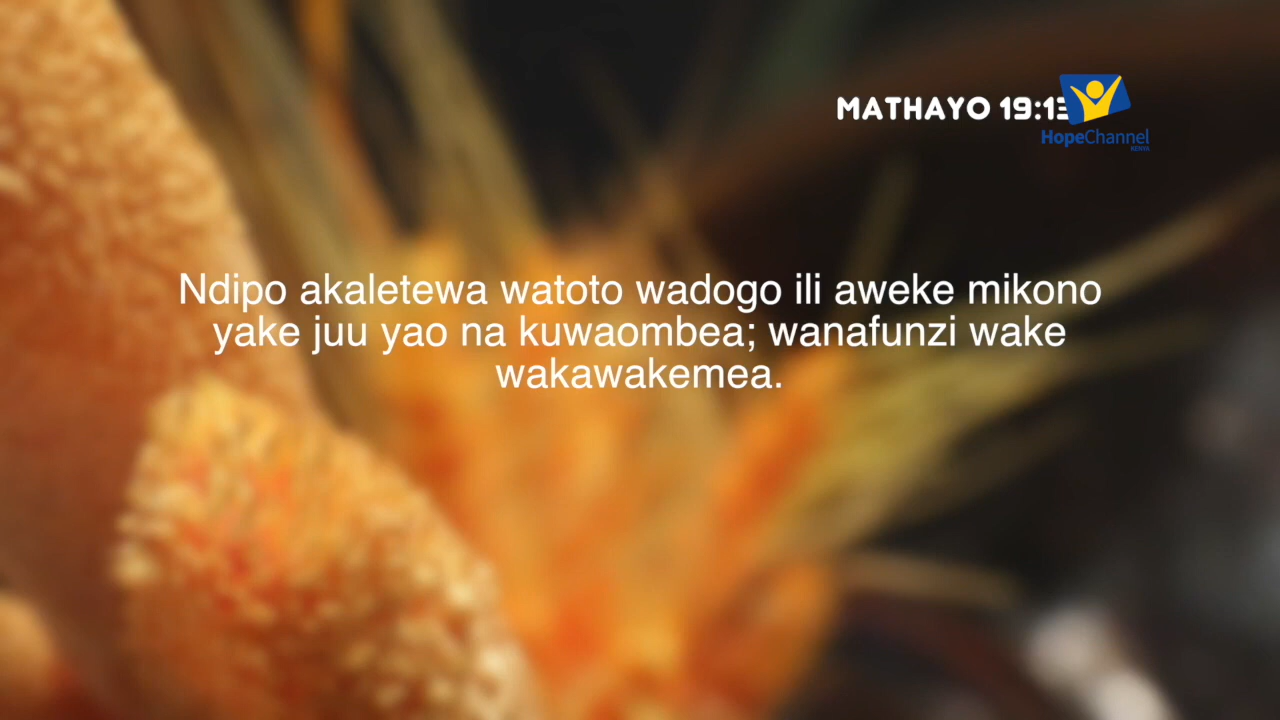 MATHAYO 19:13
HopeChannel
KENYA
Ndipo akaletewa watoto wadogo ili aweke mikono
yake juu yao na kuwaombea; wanafunzi wake
wakawakemea.